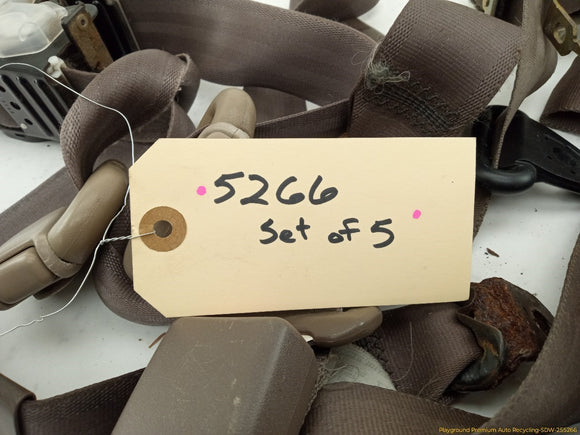 5266
Set of 5
Playground Premium Auto Recycling-SDW-255266